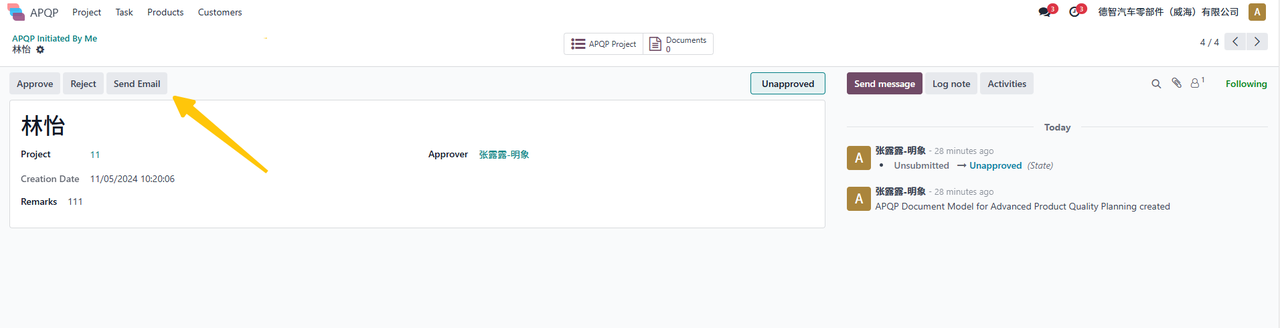 APQP Project Task Products Customers 3 3 德智汽车零部件（威海）有限公司 A
APQP Initiated By Me
林怡
APQP Project
Documents
0
4 / 4
Approve Reject Send Email Unapproved
Send message Log note Activities 1 Following
林怡
Project 11
Approver 张露露-明象
Creation Date 11/05/2024 10:20:06
Remarks 111
Today
A
张露露-明象 - 28 minutes ago
• Unsubmitted → Unapproved (State)
A
张露露-明象 - 28 minutes ago
APQP Document Model for Advanced Product Quality Planning created